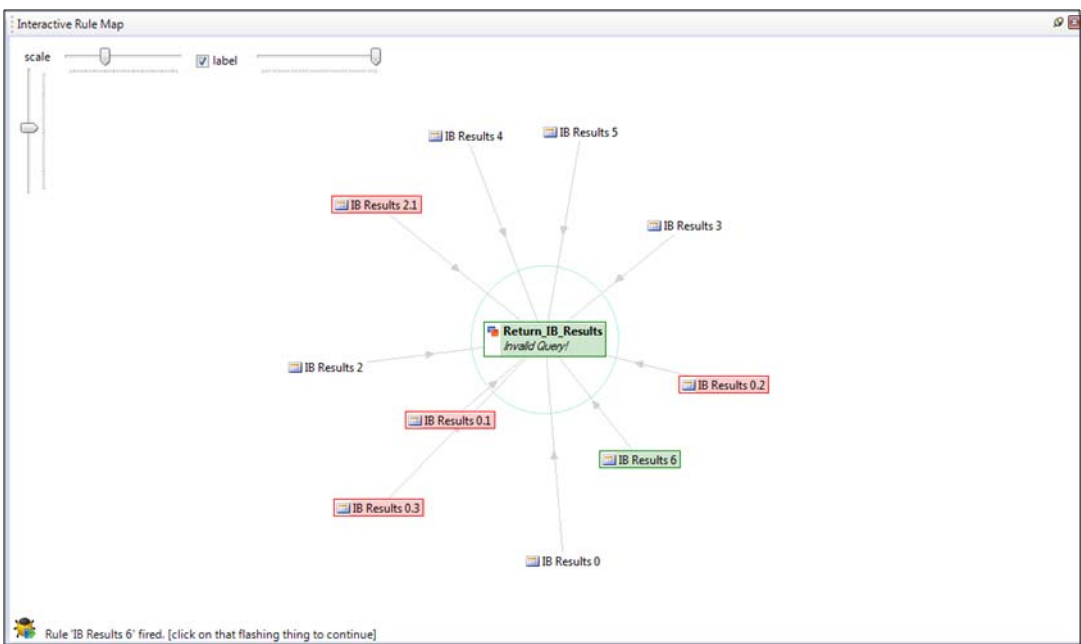 Interactive Rule Map
scale
label
IB Results 4
IB Results 5
IB Results 2.1
IB Results 3
Return_IB_Results
Invalid Query!
IB Results 2
IB Results 0.2
IB Results 0.1
IB Results 6
IB Results 0.3
IB Results 0
Rule 'IB Results 6' fired. [click on that flashing thing to continue]